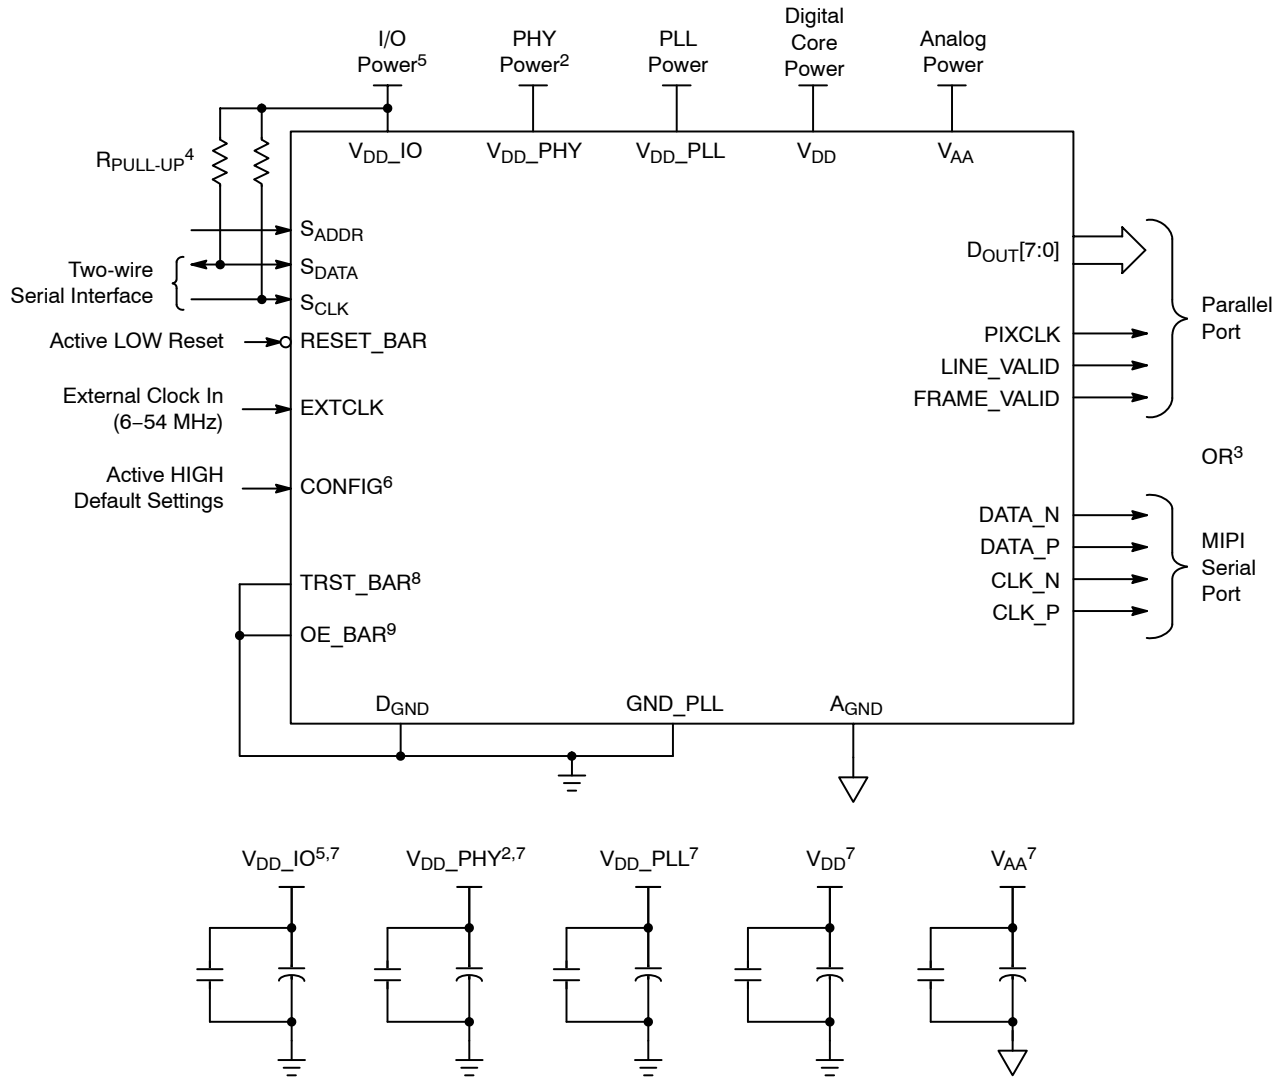 I/O
Power5
PHY
Power2
PLL
Power
Digital
Core
Power
Analog
Power
RPULL-UP4
VDD_IO
VDD_PHY
VDD_PLL
VDD
VAA
SADDR
SDATA
SCLK
Two-wire
Serial Interface
Active LOW Reset
RESET_BAR
External Clock In
(6–54 MHz)
EXTCLK
Active HIGH
Default Settings
CONFIG6
TRST_BAR8
OE_BAR9
DOUT[7:0]
PIXCLK
LINE_VALID
FRAME_VALID
Parallel
Port
OR3
DATA_N
DATA_P
CLK_N
CLK_P
MIPI
Serial
Port
DGND
GND_PLL
AGND
VDD_IO5,7
VDD_PHY2,7
VDD_PLL7
VDD7
VAA7